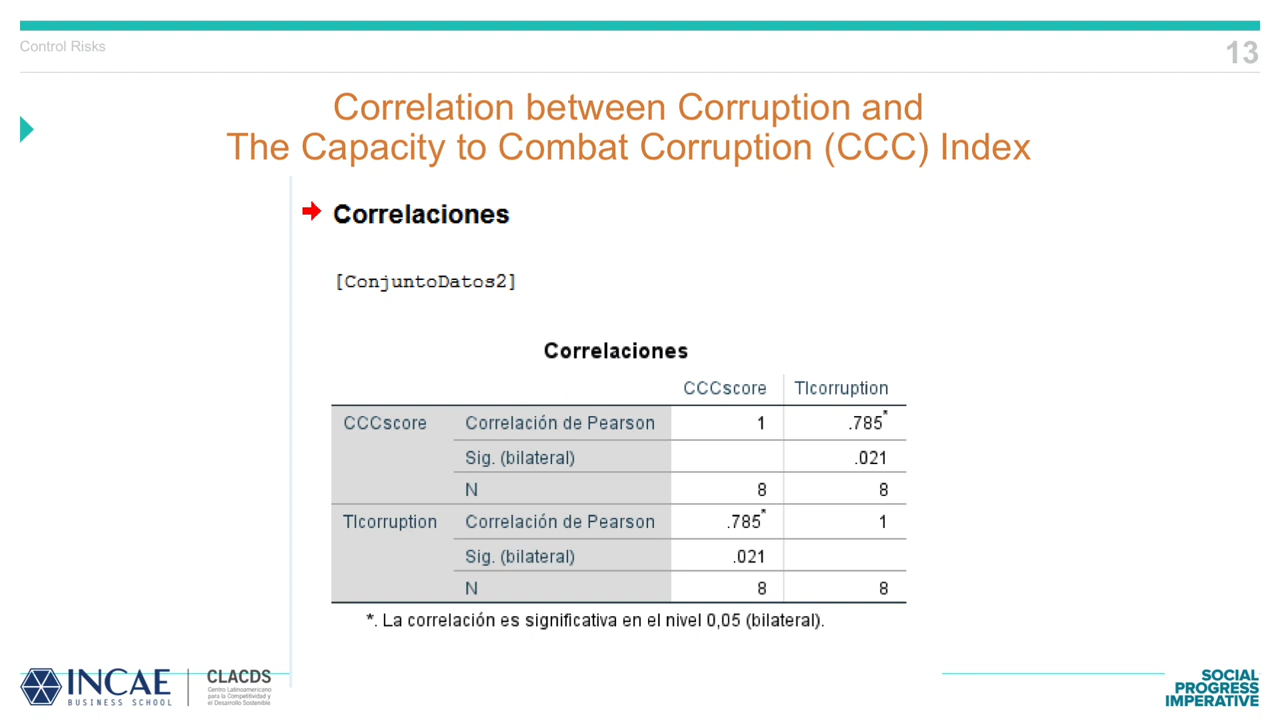 Control Risks
13
Correlation between Corruption and
The Capacity to Combat Corruption (CCC) Index
Correlaciones
[ConjuntoDatos2]
Correlaciones
CCCscore TIcorruption
CCCscore Correlación de Pearson 1 .785*
Sig. (bilateral) .021
N 8 8
TIcorruption Correlación de Pearson .785* 1
Sig. (bilateral) .021
N 8 8
*. La correlación es significativa en el nivel 0,05 (bilateral).
INCAE
BUSINESS SCHOOL
CLACDS
Centro Latinoamericano
para la Competitividad y
el Desarrollo Sostenible
SOCIAL
PROGRESS
IMPERATIVE